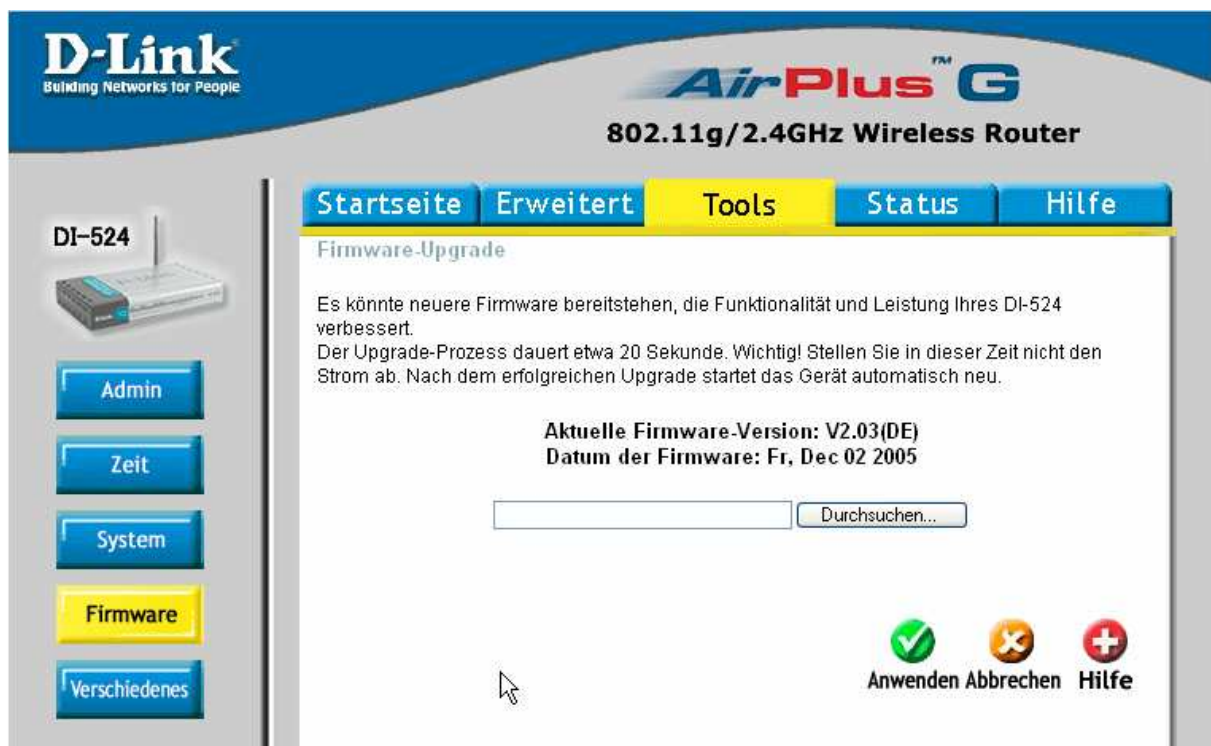 D-Link
Building Networks for People
AirPlus™ G
802.11g/2.4GHz Wireless Router
DI-524
Startseite Erweitert Tools Status Hilfe
Firmware-Upgrade
Es könnte neuere Firmware bereitstehen, die Funktionalität und Leistung Ihres DI-524
verbessert.
Der Upgrade-Prozess dauert etwa 20 Sekunde. Wichtig! Stellen Sie in dieser Zeit nicht den
Strom ab. Nach dem erfolgreichen Upgrade startet das Gerät automatisch neu.
Aktuelle Firmware-Version: V2.03(DE)
Datum der Firmware: Fr, Dec 02 2005
Durchsuchen...
Admin
Zeit
System
Firmware
Verschiedenes
Anwenden Abbrechen Hilfe